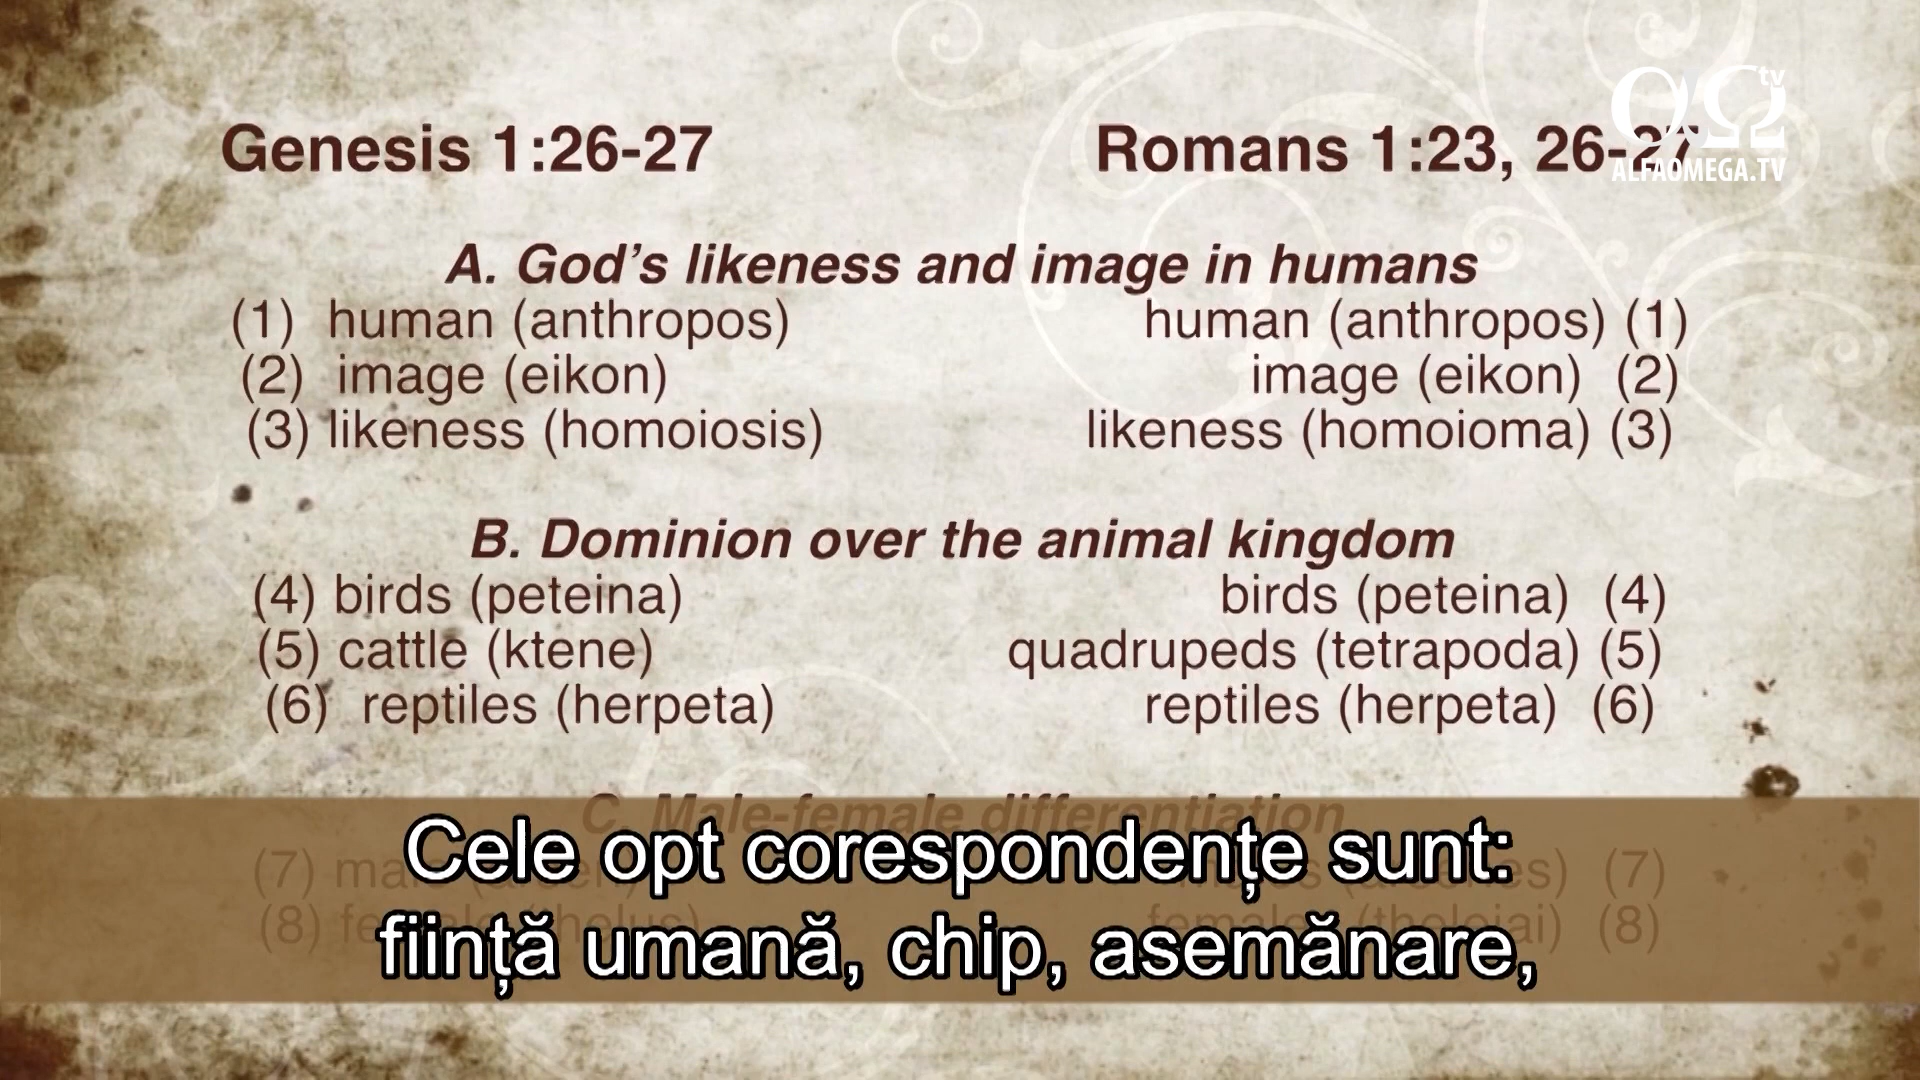 Genesis 1:26-27 Romans 1:23, 26-27
tv
ΑΩ
ALFAOMEGA.TV
A. God's likeness and image in humans
(1) human (anthropos) human (anthropos) (1)
(2) image (eikon) image (eikon) (2)
(3) likeness (homoiosis) likeness (homoioma) (3)
B. Dominion over the animal kingdom
(4) birds (peteina) birds (peteina) (4)
(5) cattle (ktene) quadrupeds (tetrapoda) (5)
(6) reptiles (herpeta) reptiles (herpeta) (6)
C. Male-female differentiation
(7) (7)
(8) (8)
Cele opt corespondențe sunt:
ființă umană, chip, asemănare,